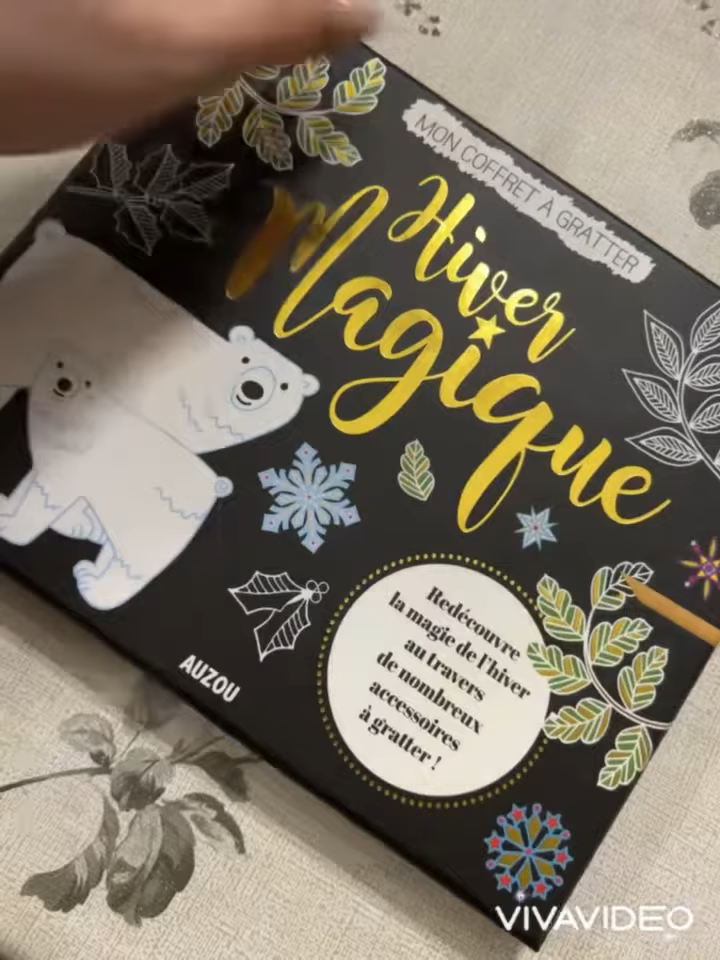 MON COFFRET À GRATTER
Hiver
Magique
Redécouvre
la magie de l'hiver
au travers
de nombreux
accessoires
à gratter !
AUZOU
VIVAVIDEO